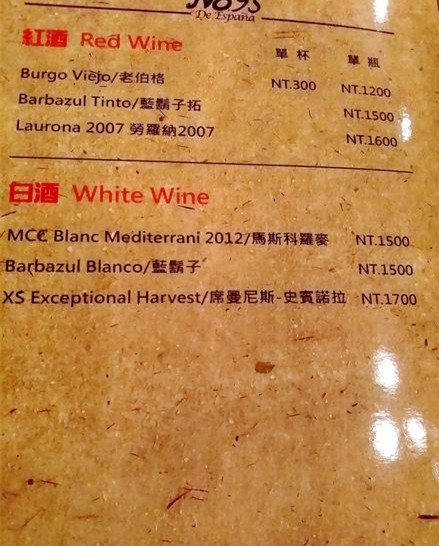 De España
紅酒 Red Wine 單杯 單瓶
Burgo Viejo/老伯格 NT.300 NT.1200
Barbazul Tinto/藍鬍子拓 NT.1500
Laurona 2007 勞羅納2007 NT.1600
白酒 White Wine
MCC Blanc Mediterrani 2012/馬斯科羅麥 NT.1500
Barbazul Blanco/藍鬍子 NT.1500
XS Exceptional Harvest/席曼尼斯-史賓諾拉 NT.1700